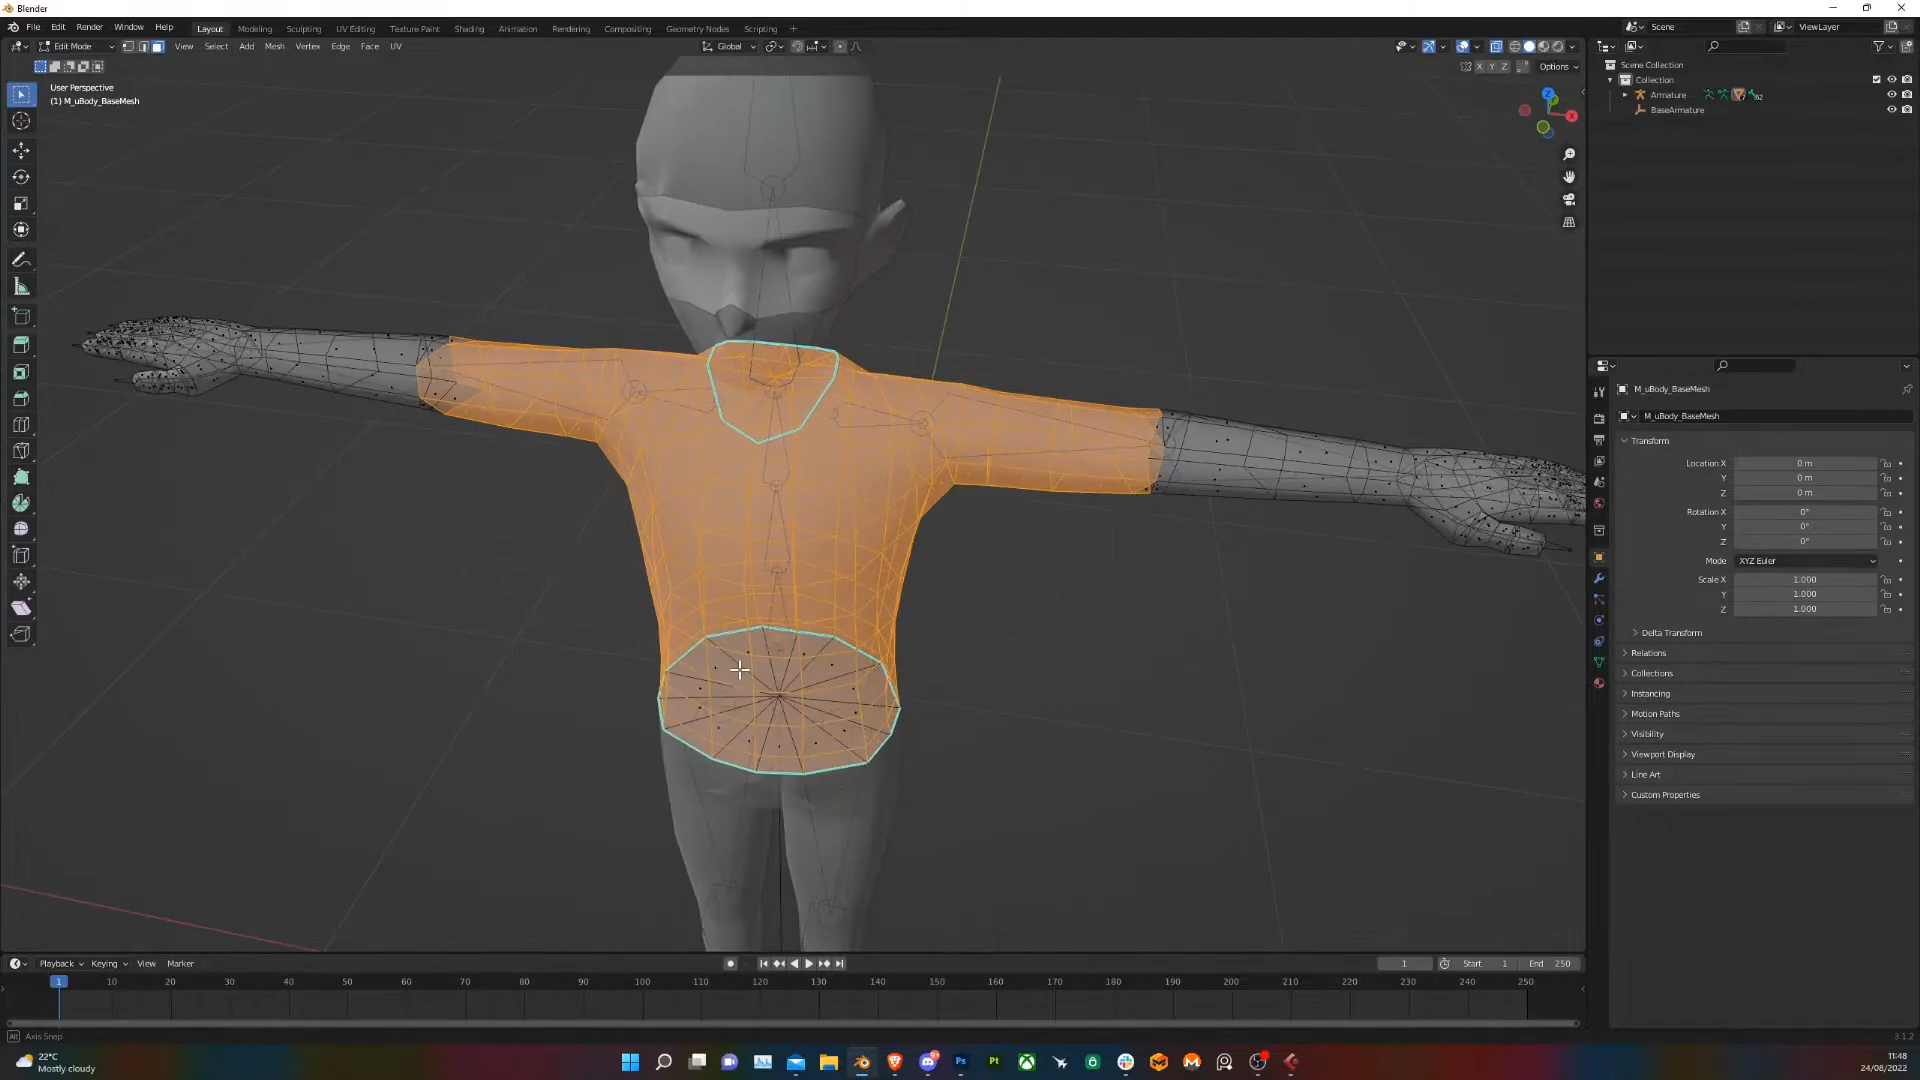 Blender
File Edit Render Window Help
Layout Modeling Sculpting UV Editing Texture Paint Shading Animation Rendering Compositing Geometry Nodes Scripting +
Scene
ViewLayer
Edit Mode
View Select Add Mesh Vertex Edge Face UV
Global
X Y Z
Options
User Perspective
(1) M_uBody_BaseMesh
Z
X
Scene Collection
Collection
Armature
BaseArmature
M_uBody_BaseMesh
M_uBody_BaseMesh
Transform
Location X 0 m
Y 0 m
Z 0 m
Rotation X 0°
Y 0°
Z 0°
Mode XYZ Euler
Scale X 1.000
Y 1.000
Z 1.000
Delta Transform
Relations
Collections
Instancing
Motion Paths
Visibility
Viewport Display
Line Art
Custom Properties
Playback Keying View Marker
1
Start 1
End 250
1 10 20 30 40 50 60 70 80 90 100 110 120 130 140 150 160 170 180 190 200 210 220 230 240 250
Axis Snap
3.1.2
22°C
Mostly cloudy
Ps
Pt
11:48
24/08/2022